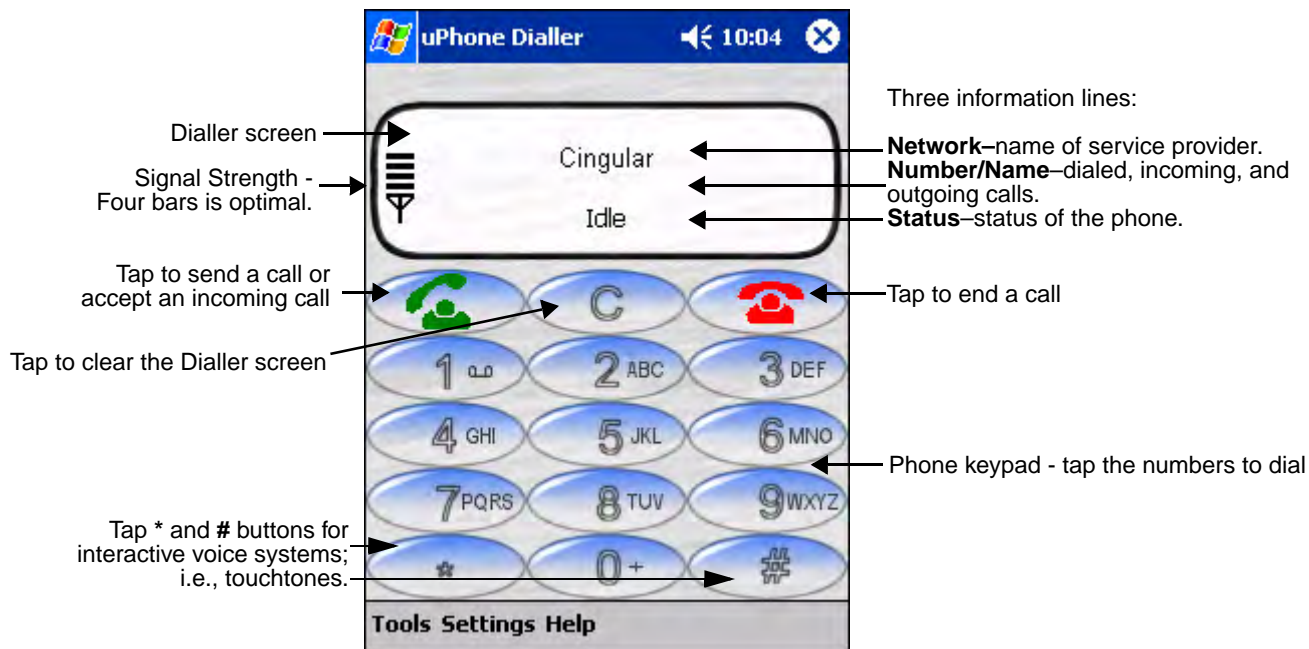 uPhone Dialler 10:04
Dialler screen
Signal Strength -
Four bars is optimal.
Cingular
Idle
Three information lines:
Network–name of service provider.
Number/Name–dialed, incoming, and
outgoing calls.
Status–status of the phone.
Tap to send a call or
accept an incoming call
C
Tap to end a call
Tap to clear the Dialler screen
1 2 ABC 3 DEF
4 GHI 5 JKL 6 MNO
Phone keypad - tap the numbers to dial
7 PQRS 8 TUV 9 WXYZ
Tap * and # buttons for
interactive voice systems;
i.e., touchtones.
* 0 + #
Tools Settings Help